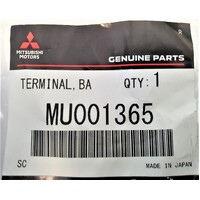 MITSUBISHI
MOTORS
GENUINE PARTS
TERMINAL, BA QTY: 1
MU001365
SC
MADE IN JAPAN